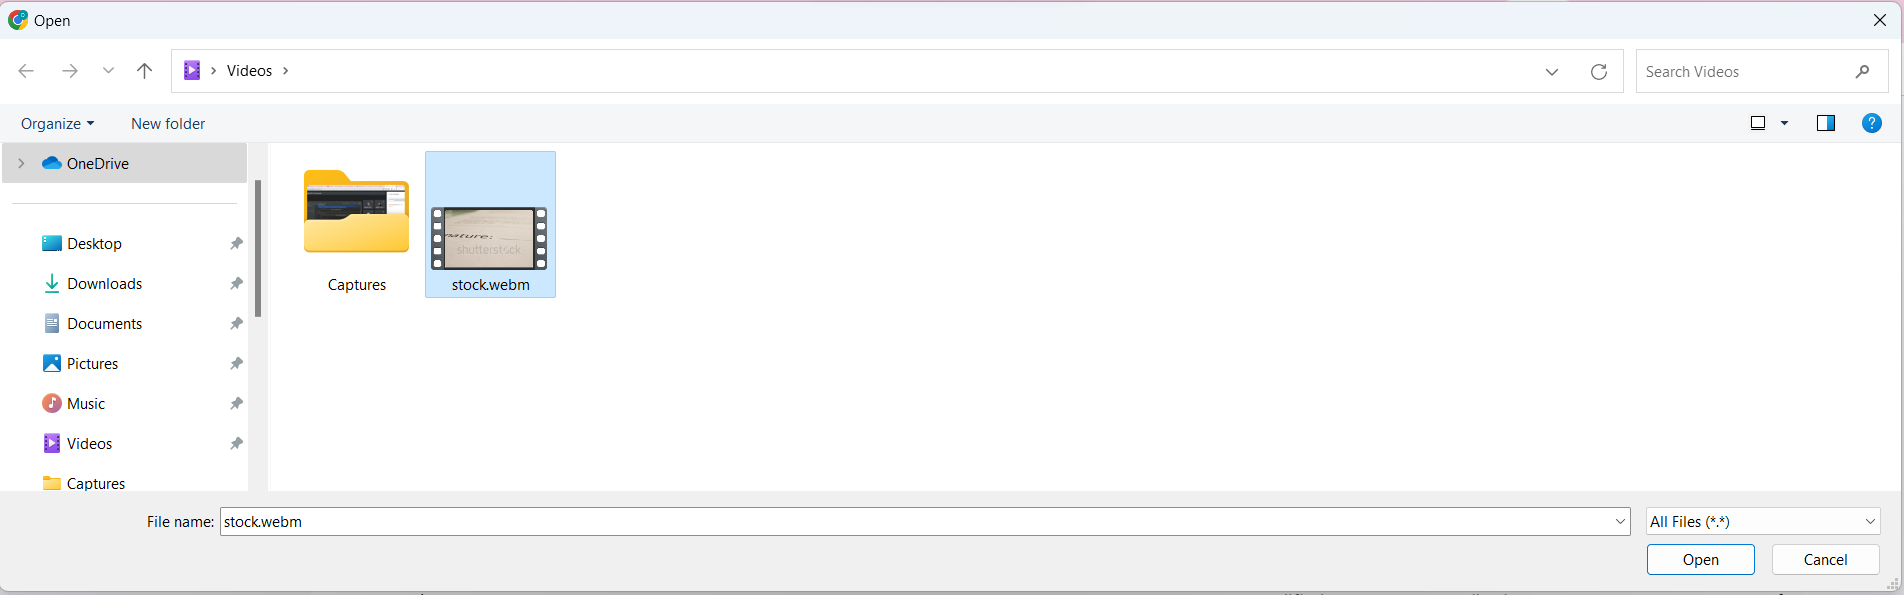 Open
Videos
Search Videos
Organize
New folder
OneDrive
Desktop
Downloads
Documents
Pictures
Music
Videos
Captures
Captures
nature:
shutterstock
stock.webm
File name: stock.webm
All Files (*.*)
Open
Cancel